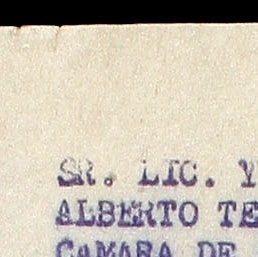 SR. LIC. Y
ALBERTO TE
CAMARA DE